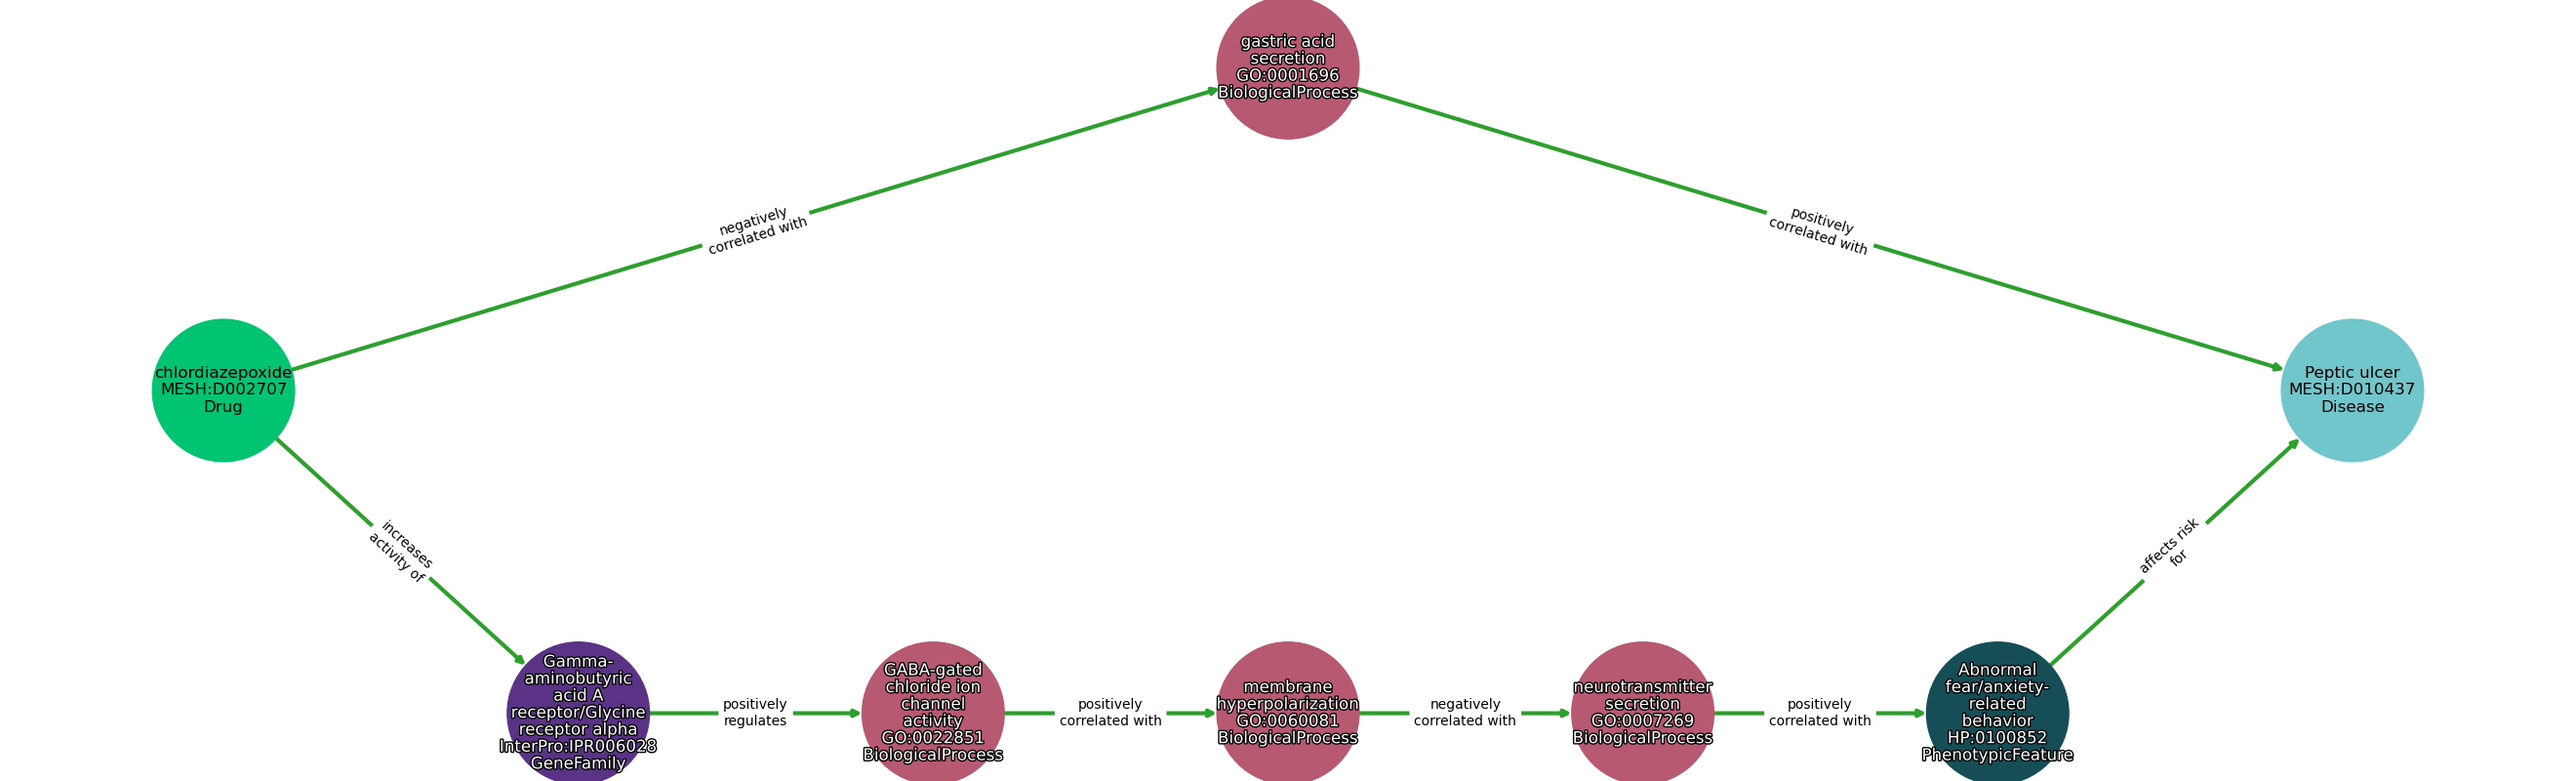 gastric acid
secretion
GO:0001696
BiologicalProcess
negatively
correlated with
positively
correlated with
chlordiazepoxide
MESH:D002707
Drug
Peptic ulcer
MESH:D010437
Disease
increases
activity of
affects risk
for
Gamma-
aminobutyric
acid A
receptor/Glycine
receptor alpha
InterPro:IPR006028
GeneFamily
positively
regulates
GABA-gated
chloride ion
channel
activity
GO:0022851
BiologicalProcess
positively
correlated with
membrane
hyperpolarization
GO:0060081
BiologicalProcess
negatively
correlated with
neurotransmitter
secretion
GO:0007269
BiologicalProcess
positively
correlated with
Abnormal
fear/anxiety-
related
behavior
HP:0100852
PhenotypicFeature